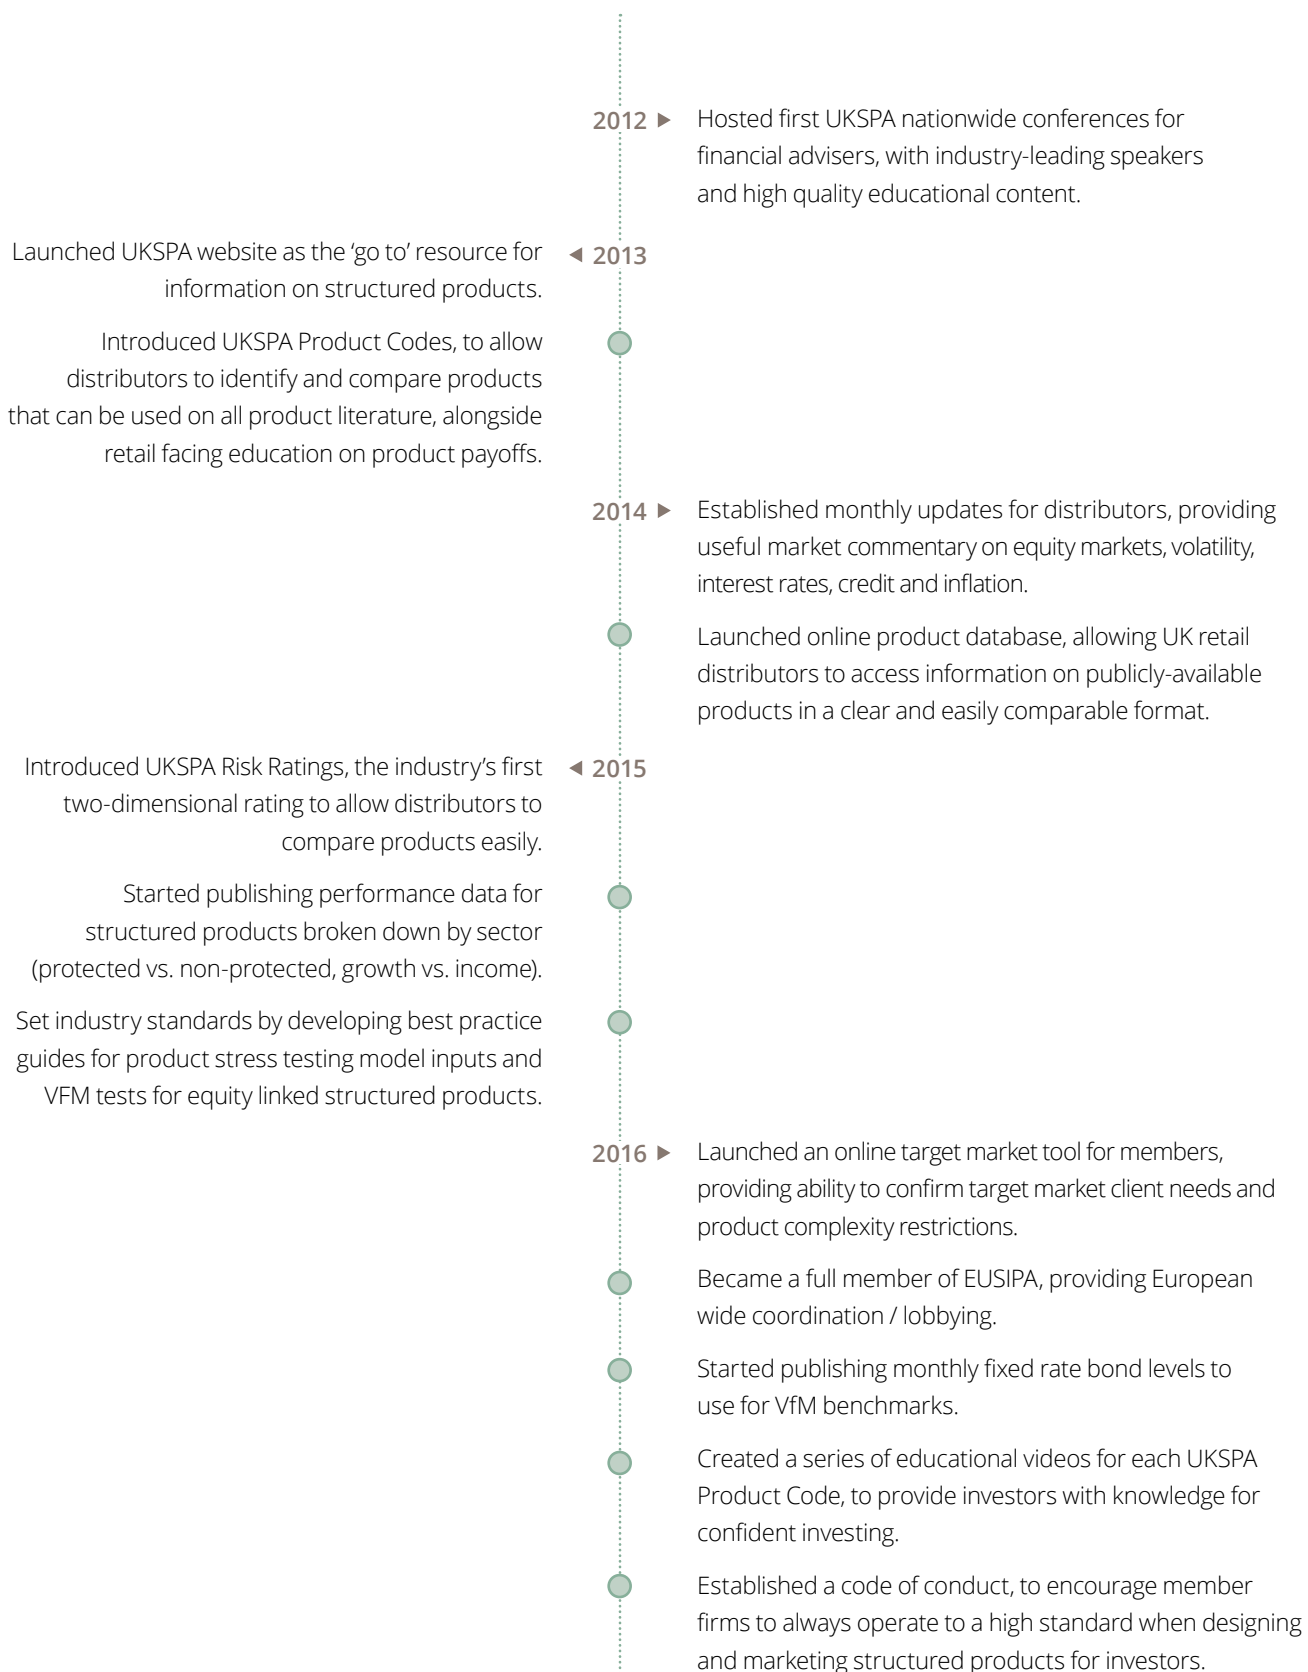 2012 ▶
Hosted first UKSPA nationwide conferences for
financial advisers, with industry-leading speakers
and high quality educational content.
◀ 2013
Launched UKSPA website as the ‘go to’ resource for
information on structured products.
Introduced UKSPA Product Codes, to allow
distributors to identify and compare products
that can be used on all product literature, alongside
retail facing education on product payoffs.
2014 ▶
Established monthly updates for distributors, providing
useful market commentary on equity markets, volatility,
interest rates, credit and inflation.
Launched online product database, allowing UK retail
distributors to access information on publicly-available
products in a clear and easily comparable format.
◀ 2015
Introduced UKSPA Risk Ratings, the industry’s first
two-dimensional rating to allow distributors to
compare products easily.
Started publishing performance data for
structured products broken down by sector
(protected vs. non-protected, growth vs. income).
Set industry standards by developing best practice
guides for product stress testing model inputs and
VFM tests for equity linked structured products.
2016 ▶
Launched an online target market tool for members,
providing ability to confirm target market client needs and
product complexity restrictions.
Became a full member of EUSIPA, providing European
wide coordination / lobbying.
Started publishing monthly fixed rate bond levels to
use for VfM benchmarks.
Created a series of educational videos for each UKSPA
Product Code, to provide investors with knowledge for
confident investing.
Established a code of conduct, to encourage member
firms to always operate to a high standard when designing
and marketing structured products for investors.